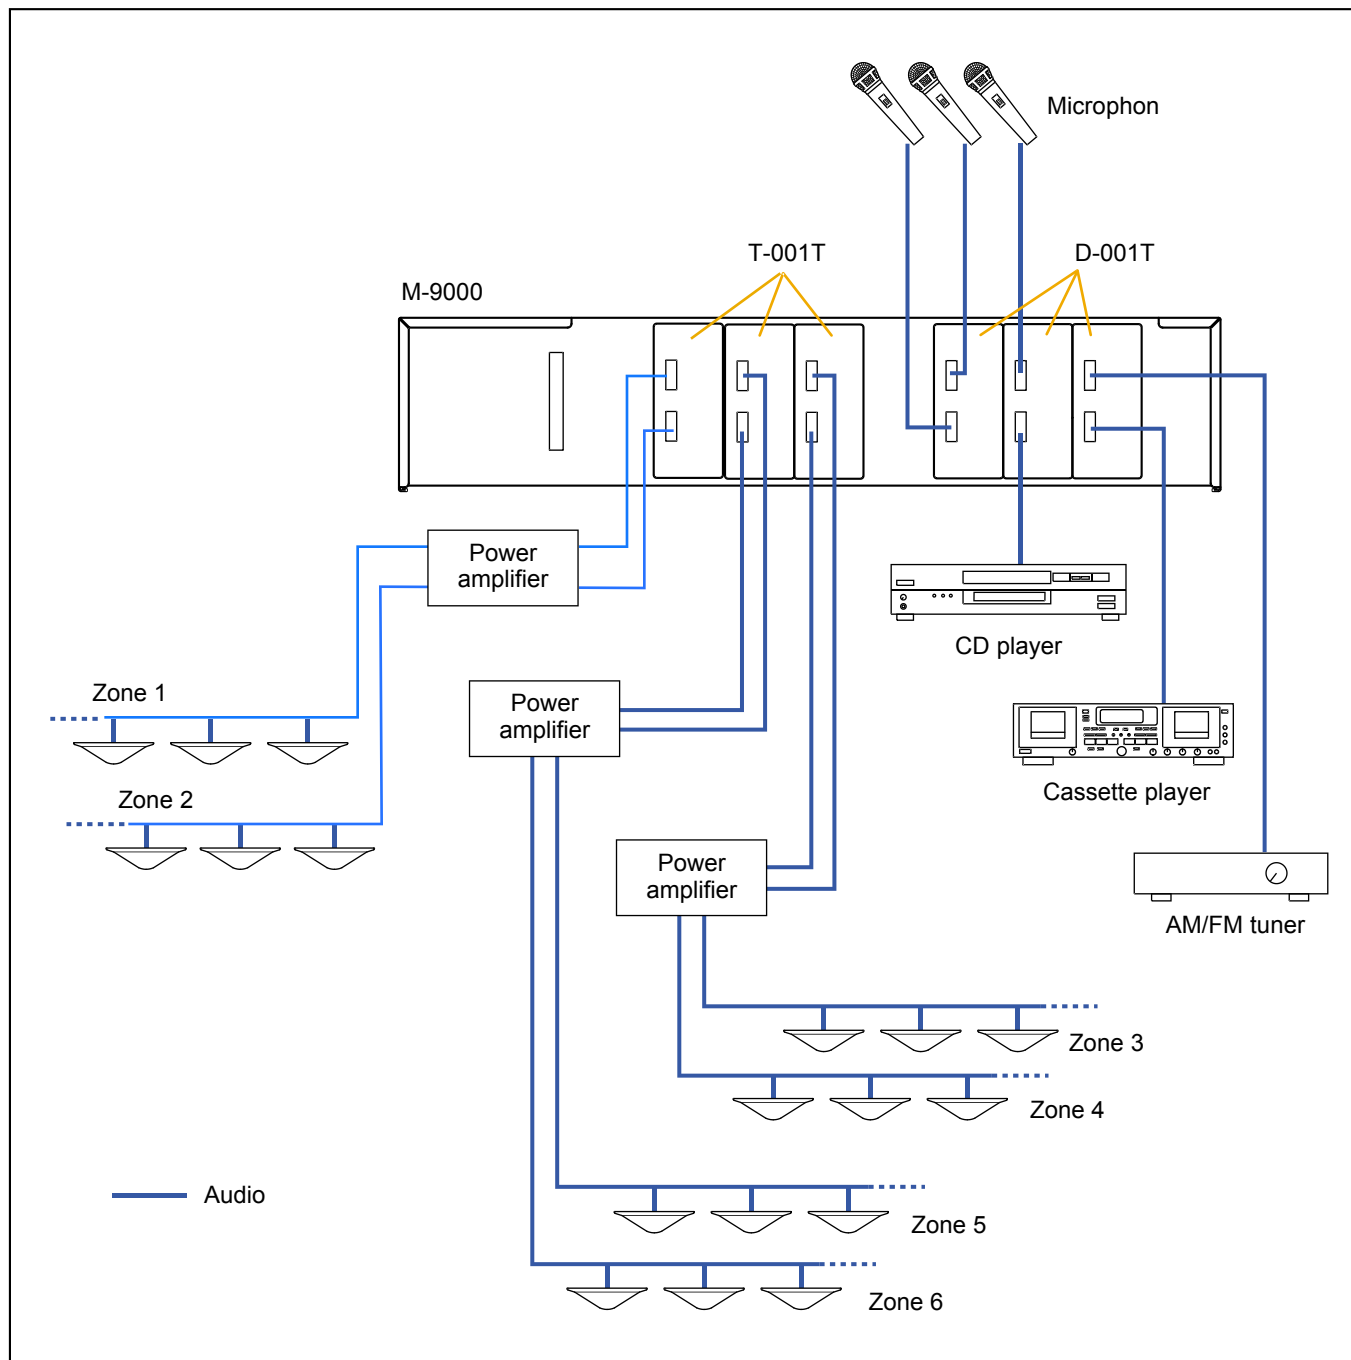 Microphon
T-001T
D-001T
M-9000
Power
amplifier
CD player
Zone 1
Power
amplifier
Cassette player
Zone 2
Power
amplifier
AM/FM tuner
Zone 3
Zone 4
Audio
Zone 5
Zone 6